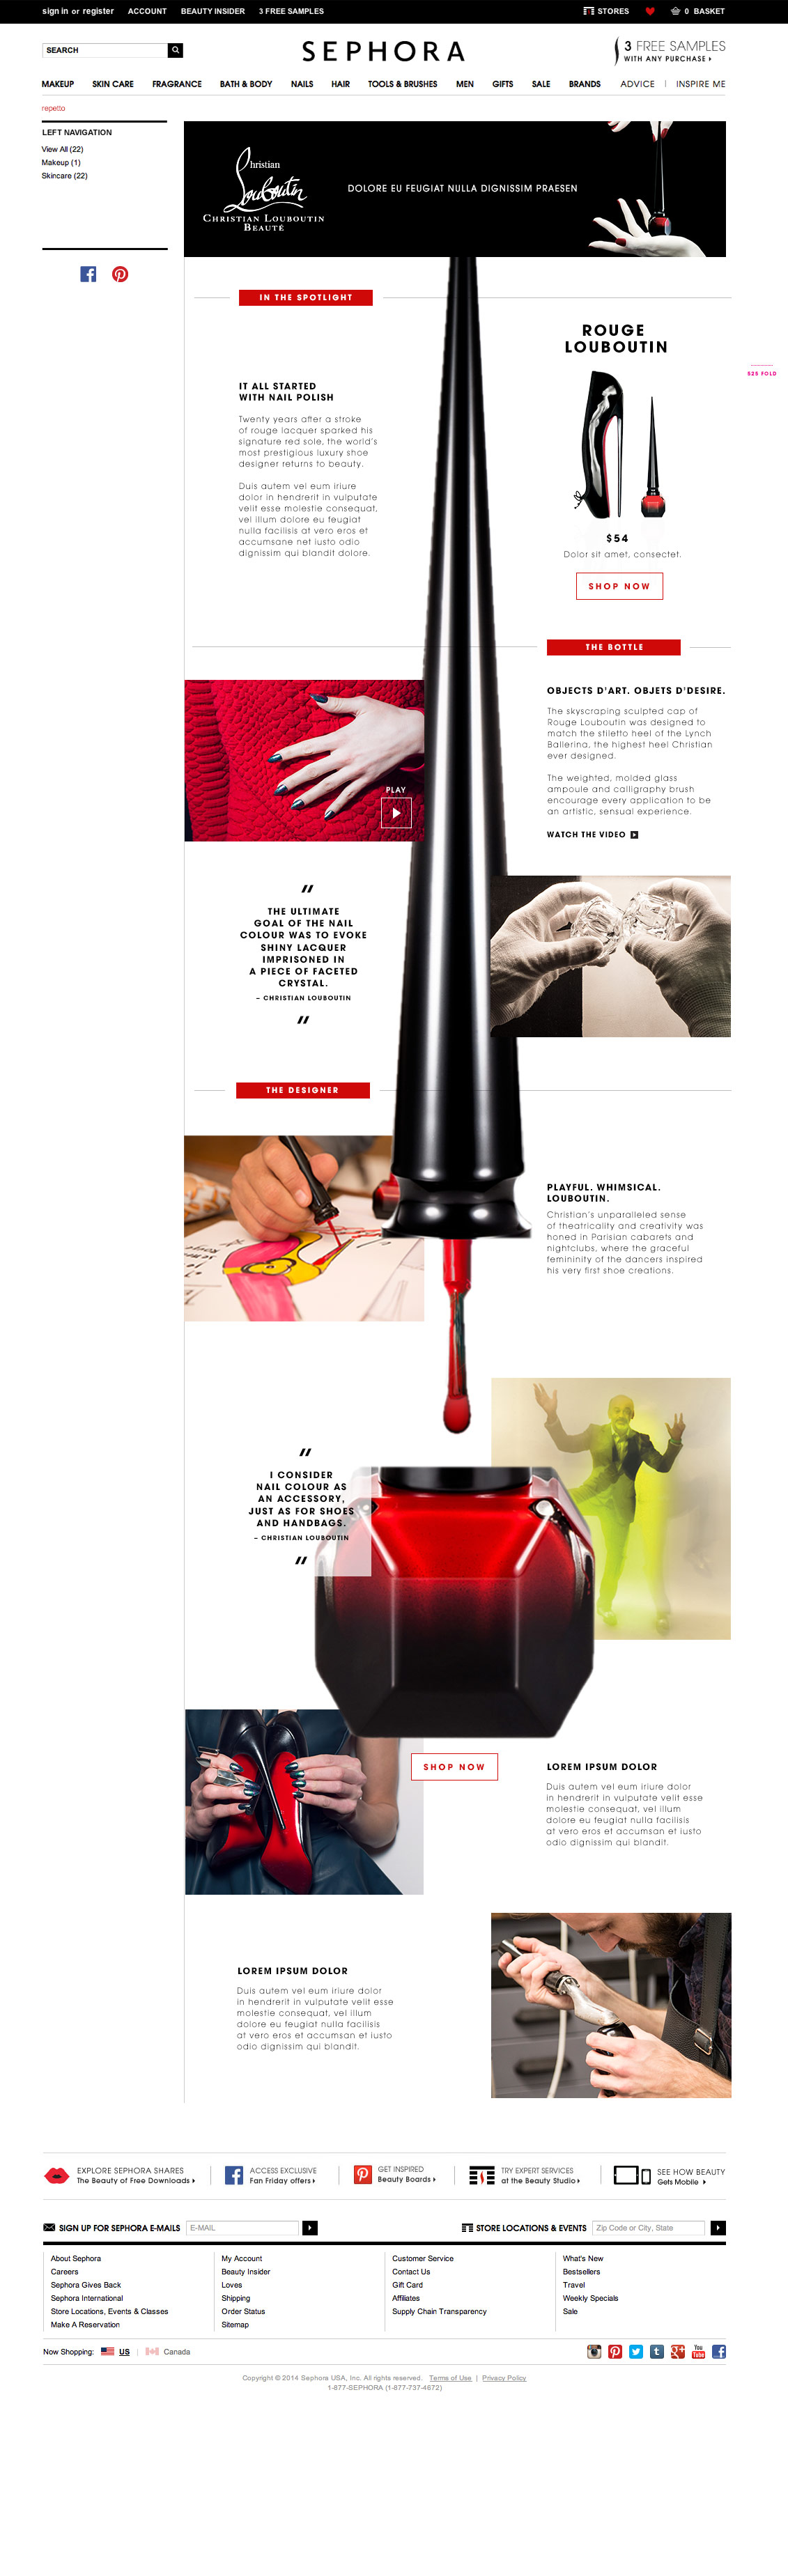 sign in or register ACCOUNT BEAUTY INSIDER 3 FREE SAMPLES STORES 0 BASKET
SEARCH
SEPHORA
3 FREE SAMPLES
WITH ANY PURCHASE
MAKEUP SKIN CARE FRAGRANCE BATH & BODY NAILS HAIR TOOLS & BRUSHES MEN GIFTS SALE BRANDS ADVICE | INSPIRE ME
repetto
LEFT NAVIGATION
View All (22)
Makeup (1)
Skincare (22)
Christian
Louboutin
CHRISTIAN LOUBOUTIN
BEAUTÉ
DOLORE EU FEUGIAT NULLA DIGNISSIM PRAESEN
IN THE SPOTLIGHT
ROUGE
LOUBOUTIN
525 FOLD
IT ALL STARTED
WITH NAIL POLISH
Twenty years after a stroke
of rouge lacquer sparked his
signature red sole, the world's
most prestigious luxury shoe
designer returns to beauty.
Duis autem vel eum iriure
dolor in hendrerit in vulputate
velit esse molestie consequat,
vel illum dolore eu feugiat
nulla facilisis at vero eros et
accumsane net iusto odio
dignissim qui blandit dolore.
$54
Dolor sit amet, consectet.
SHOP NOW
THE BOTTLE
OBJECTS D'ART. OBJETS D'DESIRE.
The skyscraping sculpted cap of
Rouge Louboutin was designed to
match the stiletto heel of the Lynch
Ballerina, the highest heel Christian
ever designed.
The weighted, molded glass
ampoule and calligraphy brush
encourage every application to be
an artistic, sensual experience.
WATCH THE VIDEO
PLAY
"
THE ULTIMATE
GOAL OF THE NAIL
COLOUR WAS TO EVOKE
SHINY LACQUER
IMPRISONED IN
A PIECE OF FACETED
CRYSTAL.
– CHRISTIAN LOUBOUTIN
"
THE DESIGNER
PLAYFUL. WHIMSICAL.
LOUBOUTIN.
Christian's unparalleled sense
of theatricality and creativity was
honed in Parisian cabarets and
nightclubs, where the graceful
femininity of the dancers inspired
his very first shoe creations.
"
I CONSIDER
NAIL COLOUR AS
AN ACCESSORY,
JUST AS FOR SHOES
AND HANDBAGS.
– CHRISTIAN LOUBOUTIN
"
SHOP NOW
LOREM IPSUM DOLOR
Duis autem vel eum iriure dolor
in hendrerit in vulputate velit esse
molestie consequat, vel illum
dolore eu feugiat nulla facilisis
at vero eros et accumsan et iusto
odio dignissim qui blandit.
LOREM IPSUM DOLOR
Duis autem vel eum iriure dolor
in hendrerit in vulputate velit esse
molestie consequat, vel illum
dolore eu feugiat nulla facilisis
at vero eros et accumsan et iusto
odio dignissim qui blandit.
EXPLORE SEPHORA SHARES
The Beauty of Free Downloads
ACCESS EXCLUSIVE
Fan Friday offers
GET INSPIRED
Beauty Boards
TRY EXPERT SERVICES
at the Beauty Studio
SEE HOW BEAUTY
Gets Mobile
SIGN UP FOR SEPHORA E-MAILS E-MAIL
STORE LOCATIONS & EVENTS Zip Code or City, State
About Sephora
Careers
Sephora Gives Back
Sephora International
Store Locations, Events & Classes
Make A Reservation
My Account
Beauty Insider
Loves
Shipping
Order Status
Sitemap
Customer Service
Contact Us
Gift Card
Affiliates
Supply Chain Transparency
What's New
Bestsellers
Travel
Weekly Specials
Sale
Now Shopping: US | Canada
You Tube
Copyright © 2014 Sephora USA, Inc. All rights reserved. Terms of Use | Privacy Policy
1-877-SEPHORA (1-877-737-4672)